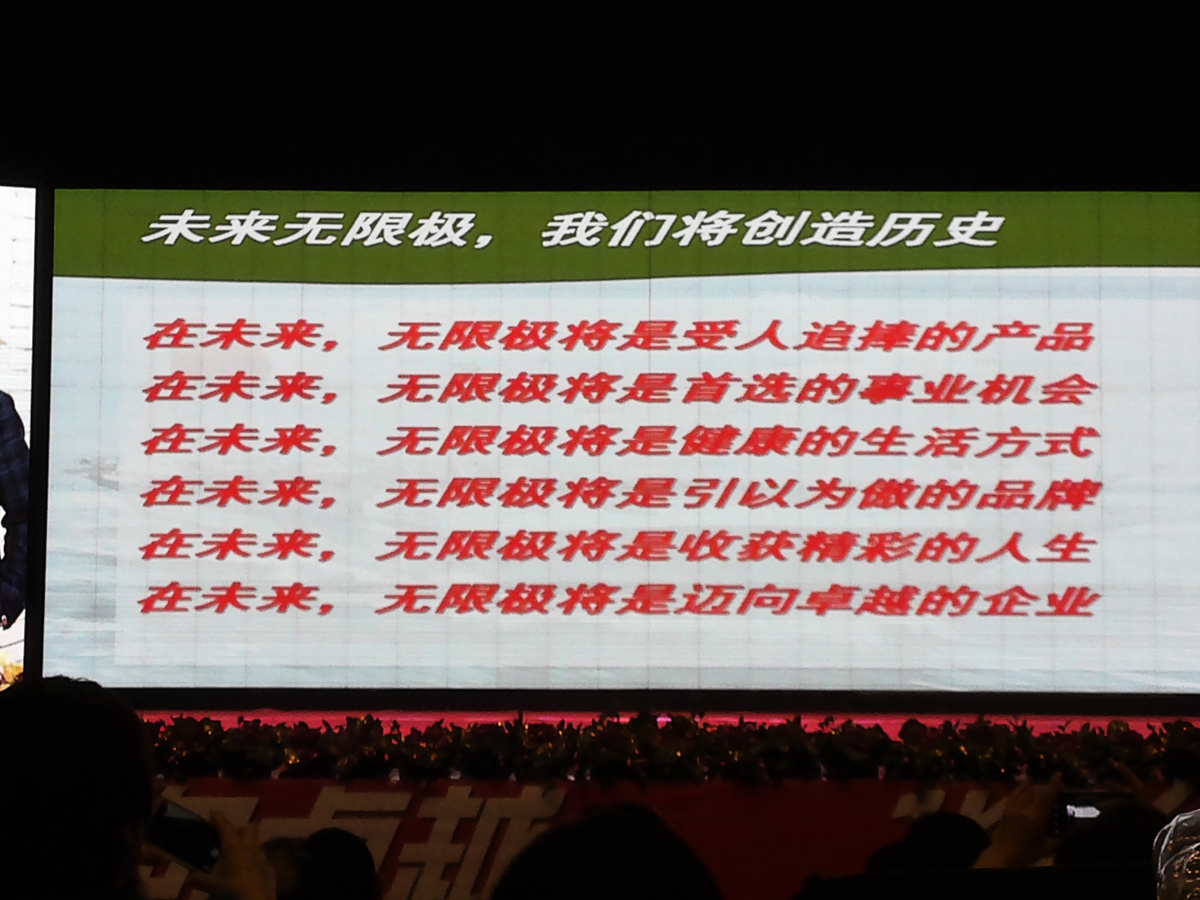 未来无限极，我们将创造历史
在未来，无限极将是受人追捧的产品
在未来，无限极将是首选的事业机会
在未来，无限极将是健康的生活方式
在未来，无限极将是引以为傲的品牌
在未来，无限极将是收获精彩的人生
在未来，无限极将是迈向卓越的企业
卓越